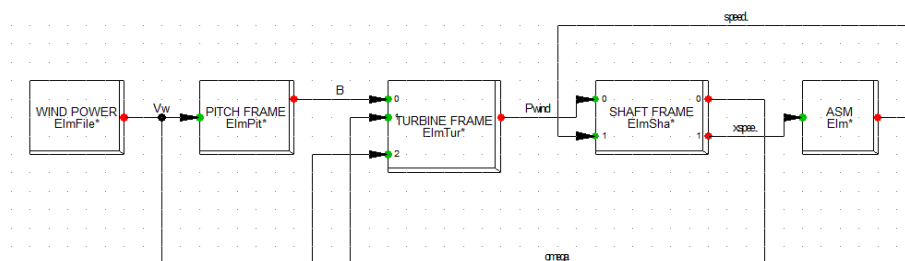 speed.
WIND POWER
ElmFile*
Vw
PITCH FRAME
ElmPit*
B
0
1
2
TURBINE FRAME
ElmTur*
Pwind
0
1
SHAFT FRAME
ElmSha*
0
1
xspee.
ASM
Elm*
omega